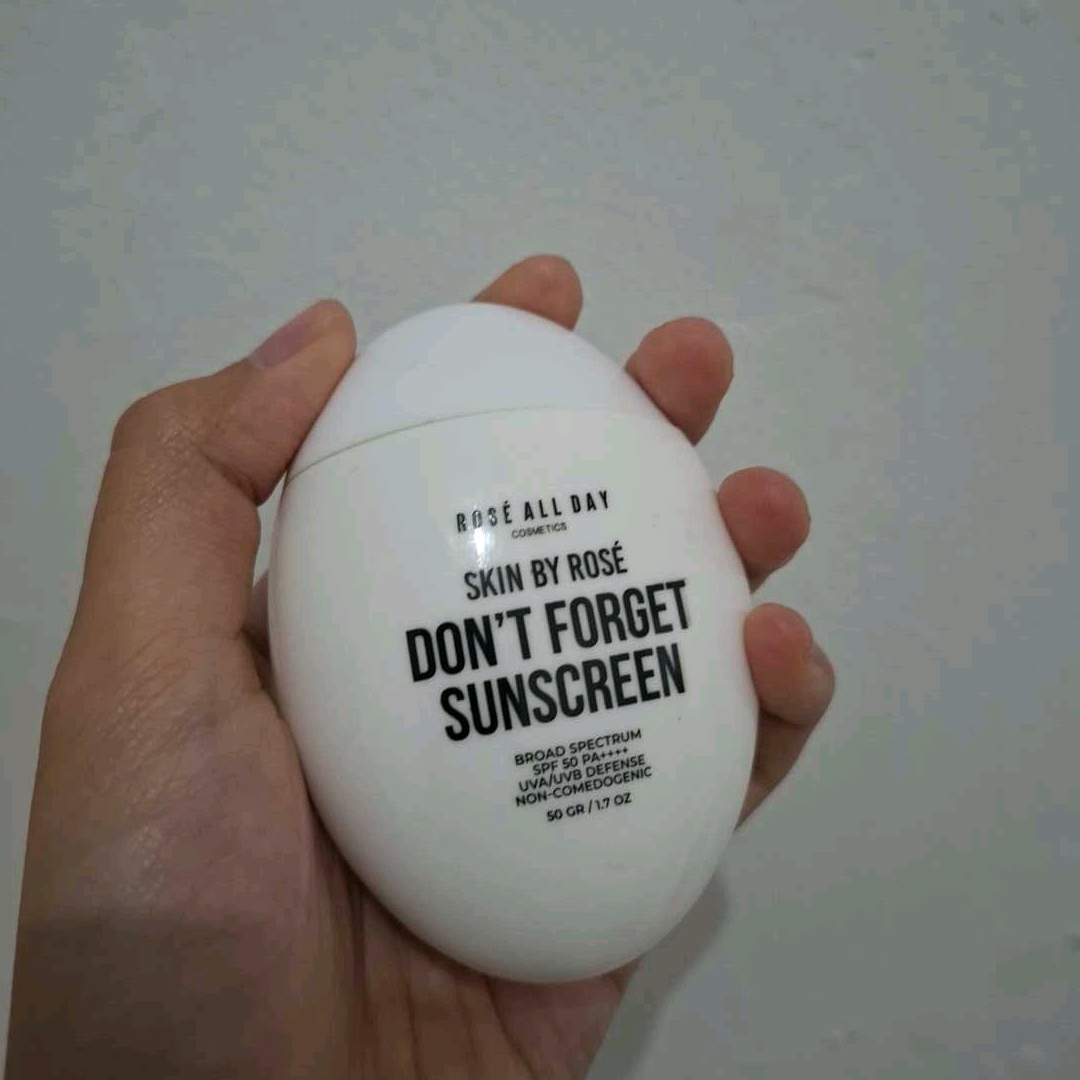 ROSÉ ALL DAY
COSMETICS
SKIN BY ROSÉ
DON'T FORGET
SUNSCREEN
BROAD SPECTRUM
SPF 50 PA++++
UVA/UVB DEFENSE
NON-COMEDOGENIC
50 GR / 1.7 OZ